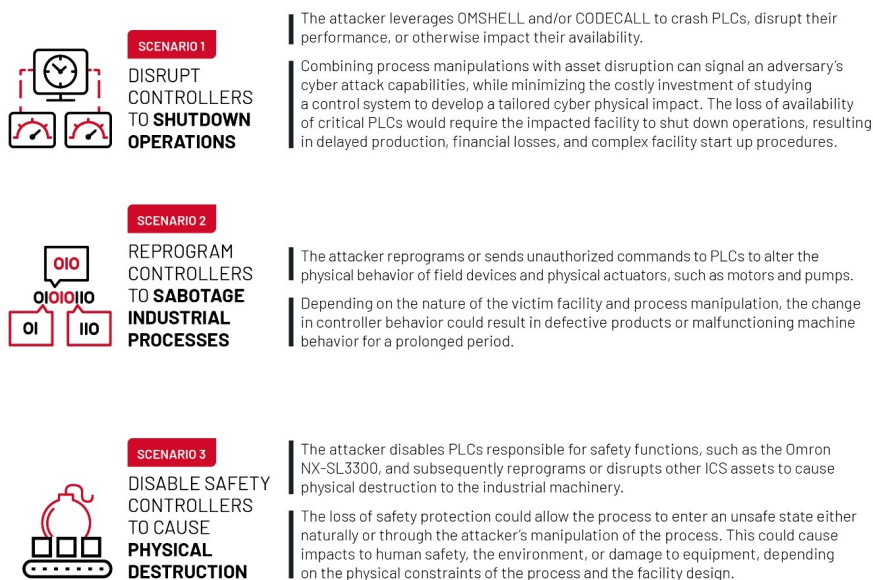 SCENARIO 1
DISRUPT
CONTROLLERS
TO SHUTDOWN
OPERATIONS
The attacker leverages OMSHELL and/or CODECALL to crash PLCs, disrupt their
performance, or otherwise impact their availability.
Combining process manipulations with asset disruption can signal an adversary's
cyber attack capabilities, while minimizing the costly investment of studying
a control system to develop a tailored cyber physical impact. The loss of availability
of critical PLCs would require the impacted facility to shut down operations, resulting
in delayed production, financial losses, and complex facility start up procedures.
010
01010110
01
110
SCENARIO 2
REPROGRAM
CONTROLLERS
TO SABOTAGE
INDUSTRIAL
PROCESSES
The attacker reprograms or sends unauthorized commands to PLCs to alter the
physical behavior of field devices and physical actuators, such as motors and pumps.
Depending on the nature of the victim facility and process manipulation, the change
in controller behavior could result in defective products or malfunctioning machine
behavior for a prolonged period.
SCENARIO 3
DISABLE SAFETY
CONTROLLERS
TO CAUSE
PHYSICAL
DESTRUCTION
The attacker disables PLCs responsible for safety functions, such as the Omron
NX-SL3300, and subsequently reprograms or disrupts other ICS assets to cause
physical destruction to the industrial machinery.
The loss of safety protection could allow the process to enter an unsafe state either
naturally or through the attacker's manipulation of the process. This could cause
impacts to human safety, the environment, or damage to equipment, depending
on the physical constraints of the process and the facility design.